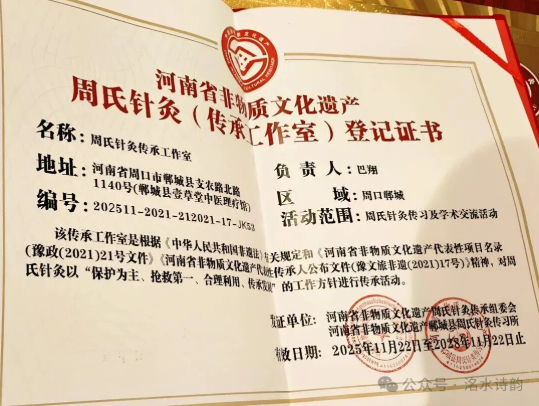 河南省非物质文化遗产
周氏针灸（传承工作室）登记证书
名称：周氏针灸传承工作室
地址：河南省周口市郸城县支农路北路
1140号(郸城县壹草堂中医理疗馆)
编号：202511-2021-212021-17-JK53
负责人：巴翔
区域：周口郸城
活动范围：周氏针灸传习及学术交流活动
该传承工作室是根据《中华人民共和国非遗法》有关规定和《河南省非物质文化遗产代表性项目名录
(豫政(2021)21号文件》《河南省非物质文化遗产代表性传承人公布文件(豫文旅非遗(2021)17号)》精神，对周
氏针灸以“保护为主、抢救第一、合理利用、传承发展”的工作方针进行传承活动。
证单位：河南省非物质文化遗产周氏针灸传承组委会
河南省非物质文化遗产郸城县周氏针灸传习所
效日期：2025年11月22日至2028年11月22日止
公众号·洛水诗韵